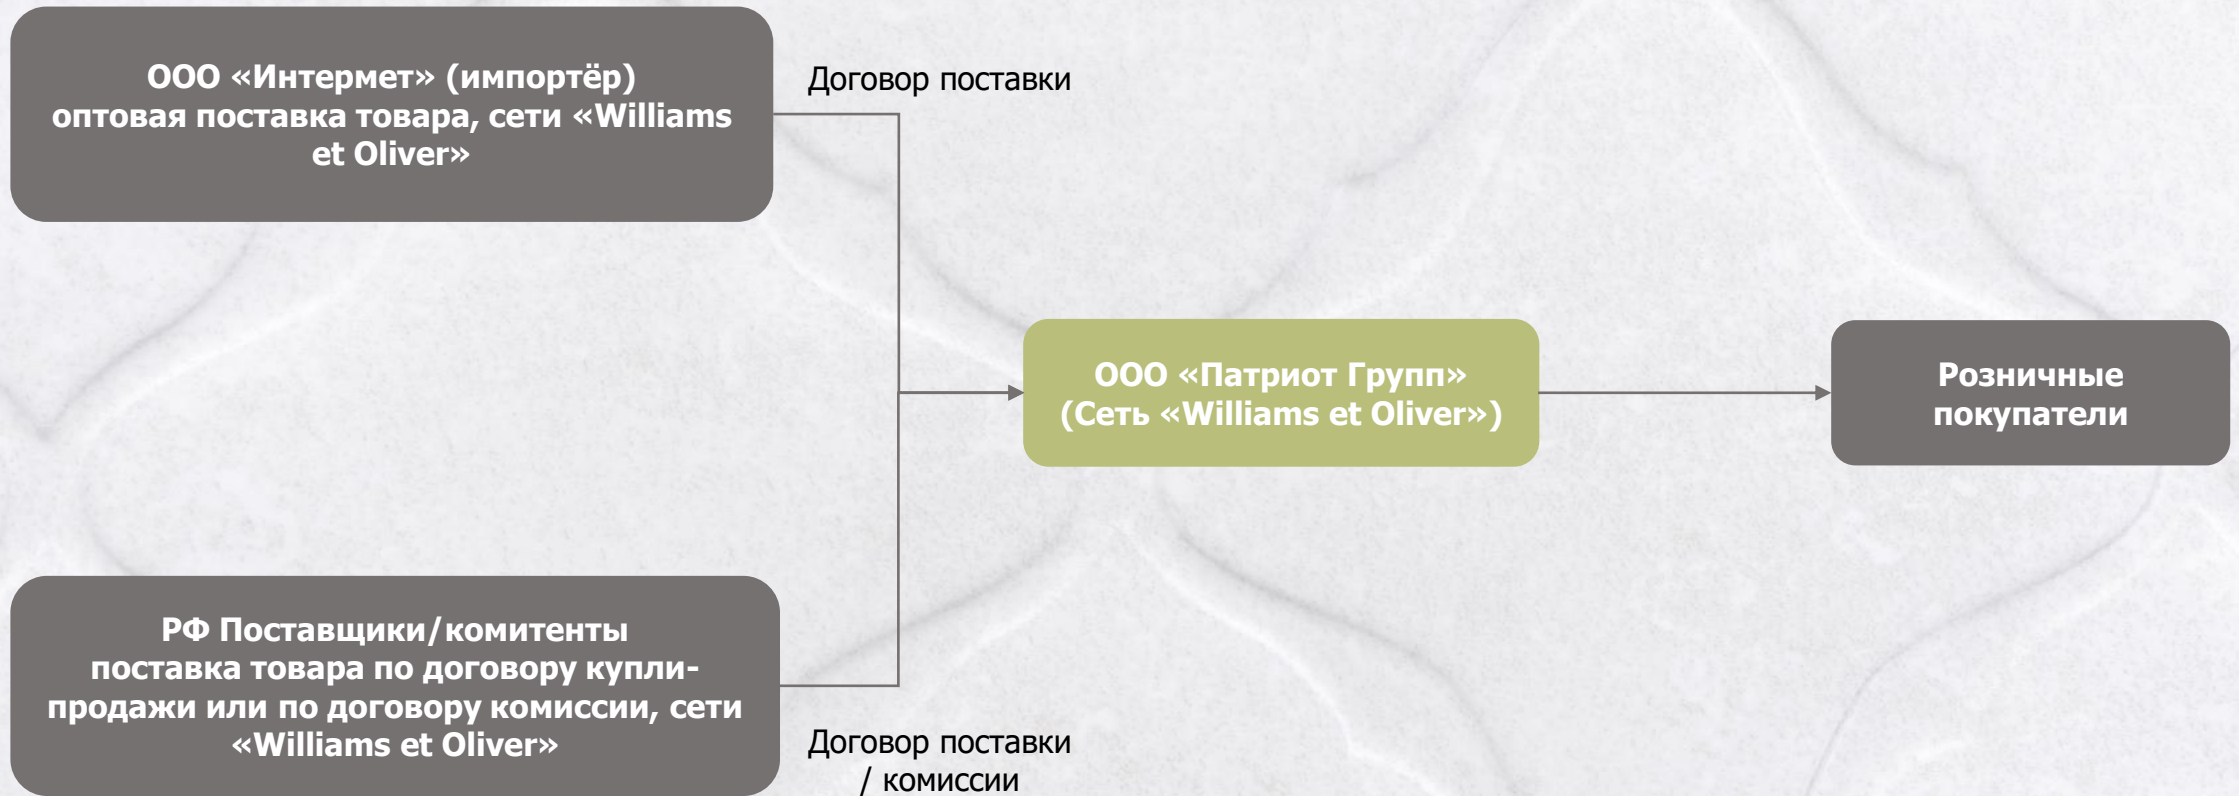 ООО «Интермет» (импортёр)
оптовая поставка товара, сети «Williams
et Oliver»
Договор поставки
ООО «Патриот Групп»
(Сеть «Williams et Oliver»)
Розничные
покупатели
РФ Поставщики/комитенты
поставка товара по договору купли-
продажи или по договору комиссии, сети
«Williams et Oliver»
Договор поставки
/ комиссии